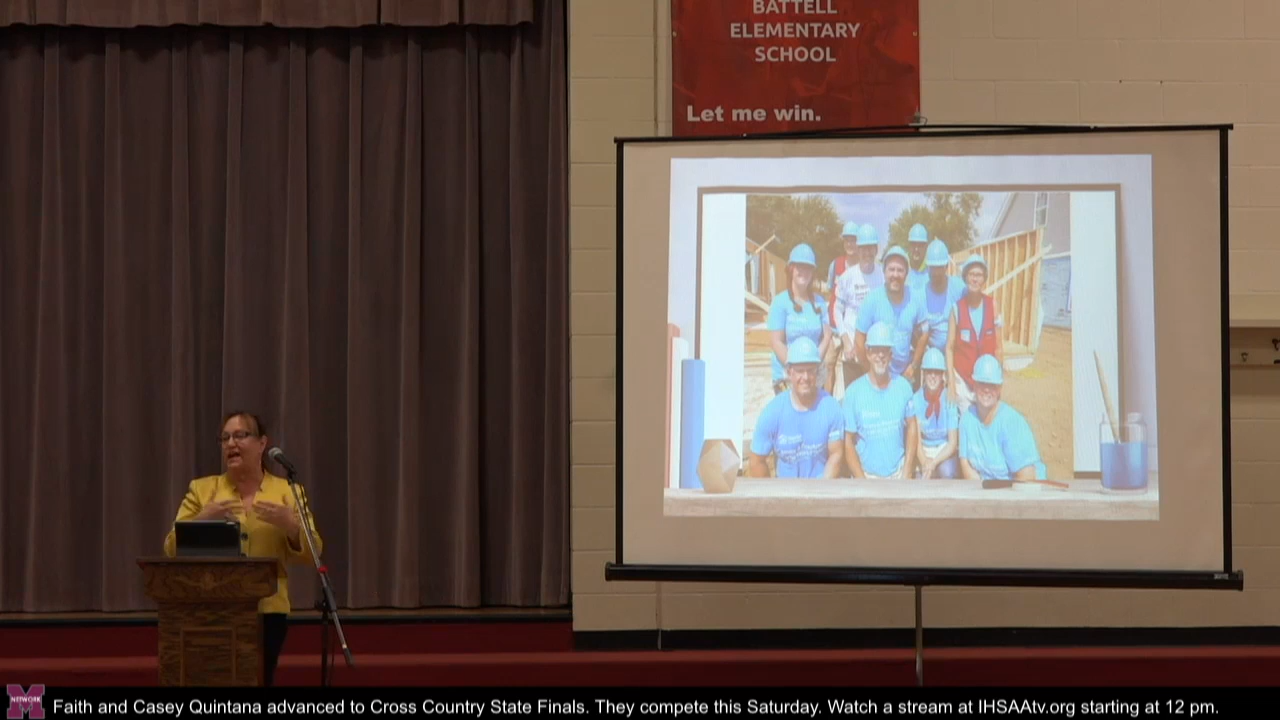 BATTELL
ELEMENTARY
SCHOOL
Let me win.
NETWORK
Faith and Casey Quintana advanced to Cross Country State Finals. They compete this Saturday. Watch a stream at IHSAAtv.org starting at 12 pm.